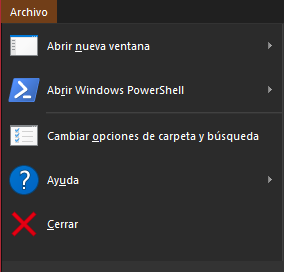 Archivo
Abrir nueva ventana
Abrir Windows PowerShell
Cambiar opciones de carpeta y búsqueda
Ayuda
Cerrar